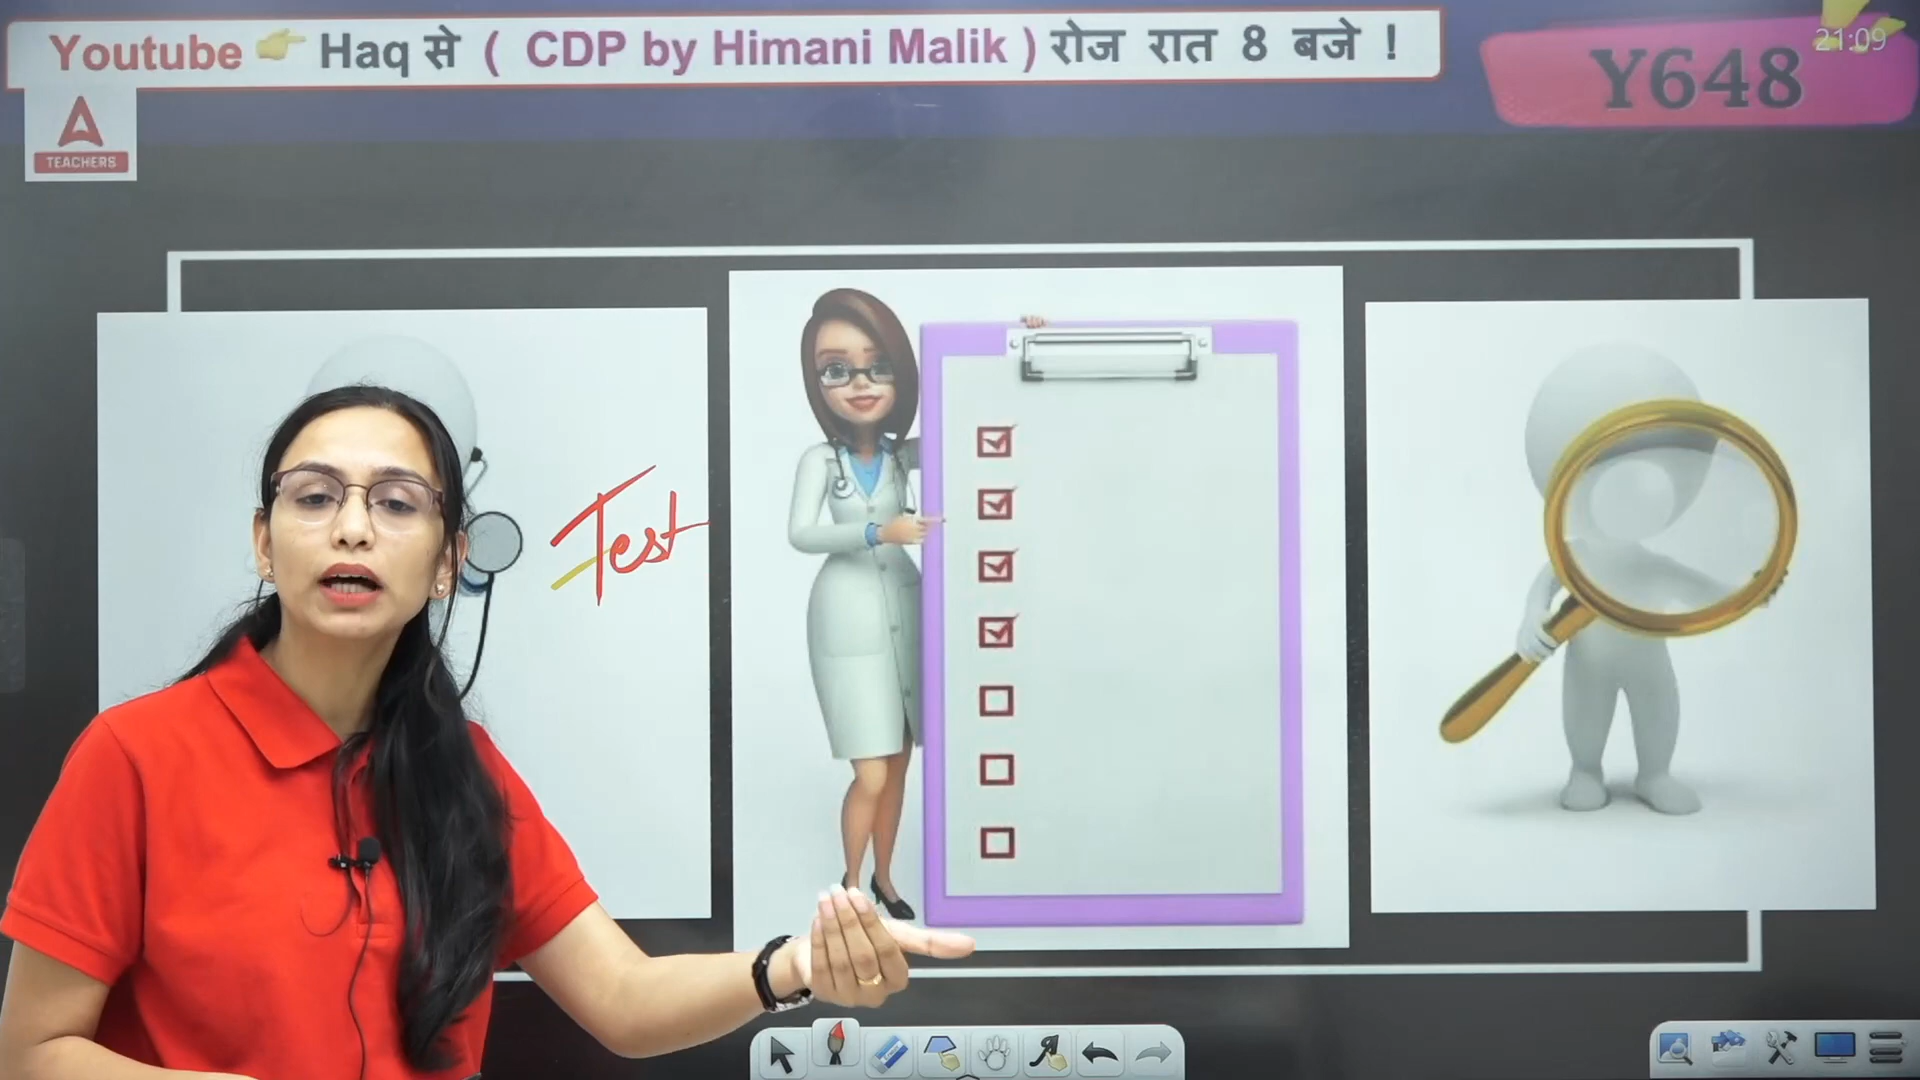 Youtube 👉 Haq से ( CDP by Himani Malik ) रोज रात 8 बजे !
Y648
21:09
A
TEACHERS
Test